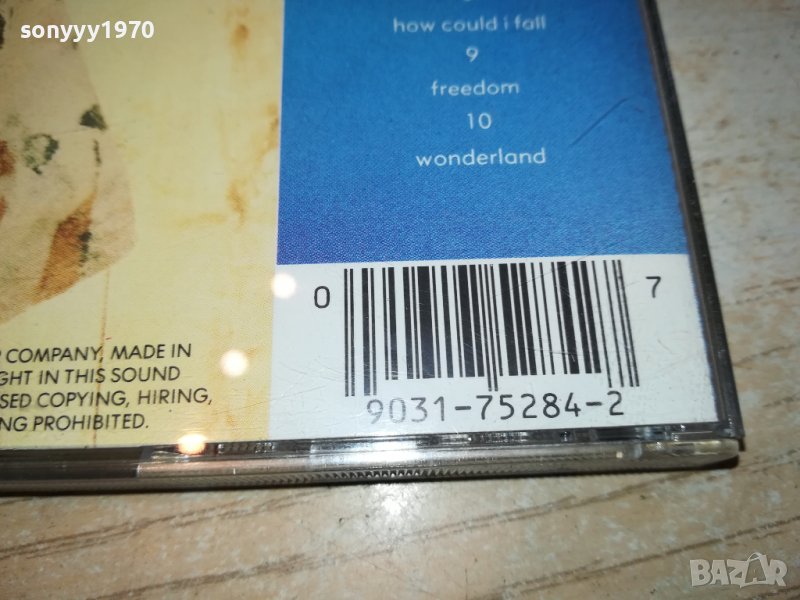 sonyyy1970
how could i fall
9
freedom
10
wonderland
0
7
9031-75284-2
COMPANY, MADE IN
GHT IN THIS SOUND
SED COPYING, HIRING,
NG PROHIBITED.
BAZAR